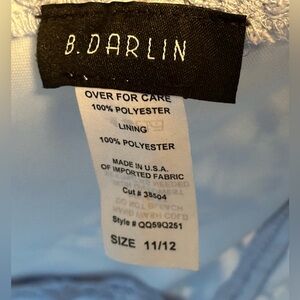 B.DARLIN
OVER FOR CARE
100% POLYESTER
LINING
100% POLYESTER
MADE IN U.S.A.
OF IMPORTED FABRIC
Cut # 38504
Style # QQ59Q251
SIZE 11/12